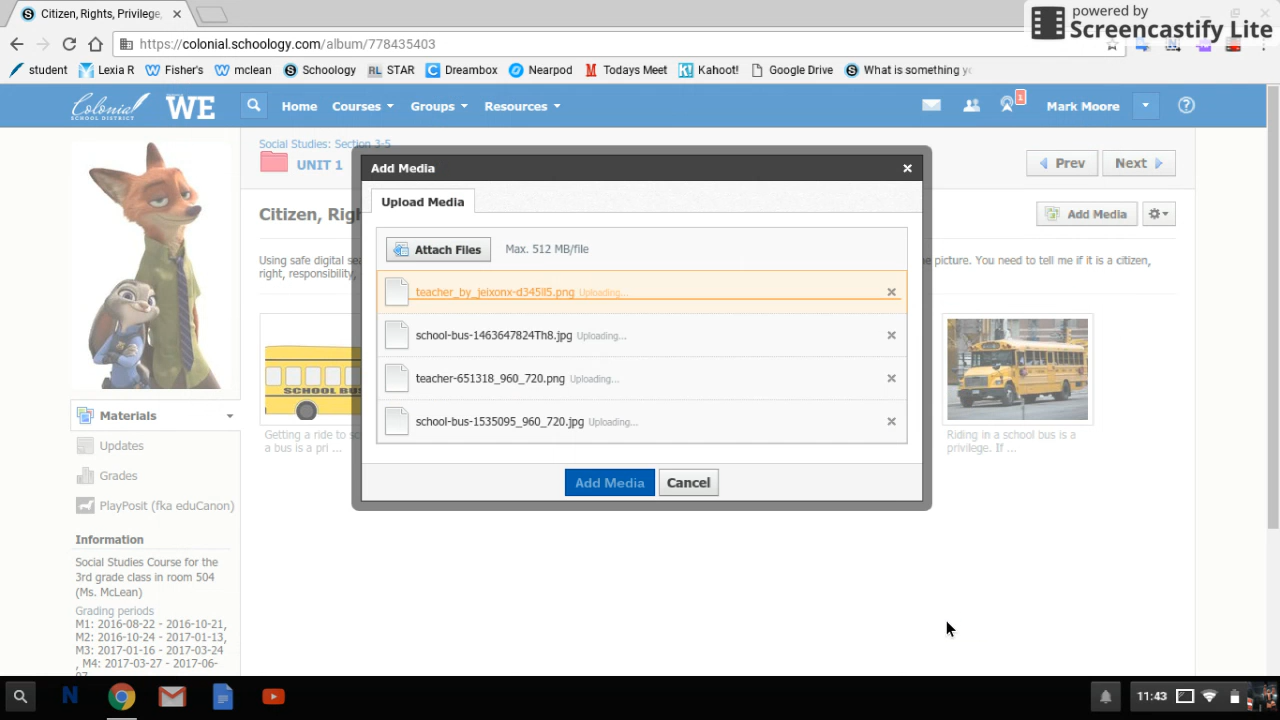 Citizen, Rights, Privilege,
powered by
Screencastify Lite
https://colonial.schoology.com/album/778435403
student Lexia R Fisher's mclean Schoology STAR Dreambox Nearpod Todays Meet Kahoot! Google Drive What is something yo
Colonial
SCHOOL DISTRICT
WE
Home Courses Groups Resources
1
Mark Moore
Social Studies: Section 3-5
UNIT 1
Prev Next
Citizen, Righ
Add Media
Using safe digital sea
e picture. You need to tell me if it is a citizen,
right, responsibility,
Add Media
Upload Media
Attach Files Max. 512 MB/file
teacher_by_jeixonx-d345ll5.png Uploading...
school-bus-1463647824Th8.jpg Uploading...
teacher-651318_960_720.png Uploading...
school-bus-1535095_960_720.jpg Uploading...
Add Media Cancel
SCHOOL BUS
Getting a ride to sc
a bus is a pri ...
Riding in a school bus is a
privilege. If ...
Materials
Updates
Grades
PlayPosit (fka eduCanon)
Information
Social Studies Course for the
3rd grade class in room 504
(Ms. McLean)
Grading periods
M1: 2016-08-22 - 2016-10-21,
M2: 2016-10-24 - 2017-01-13,
M3: 2017-01-16 - 2017-03-24
, M4: 2017-03-27 - 2017-06-
N
11:43